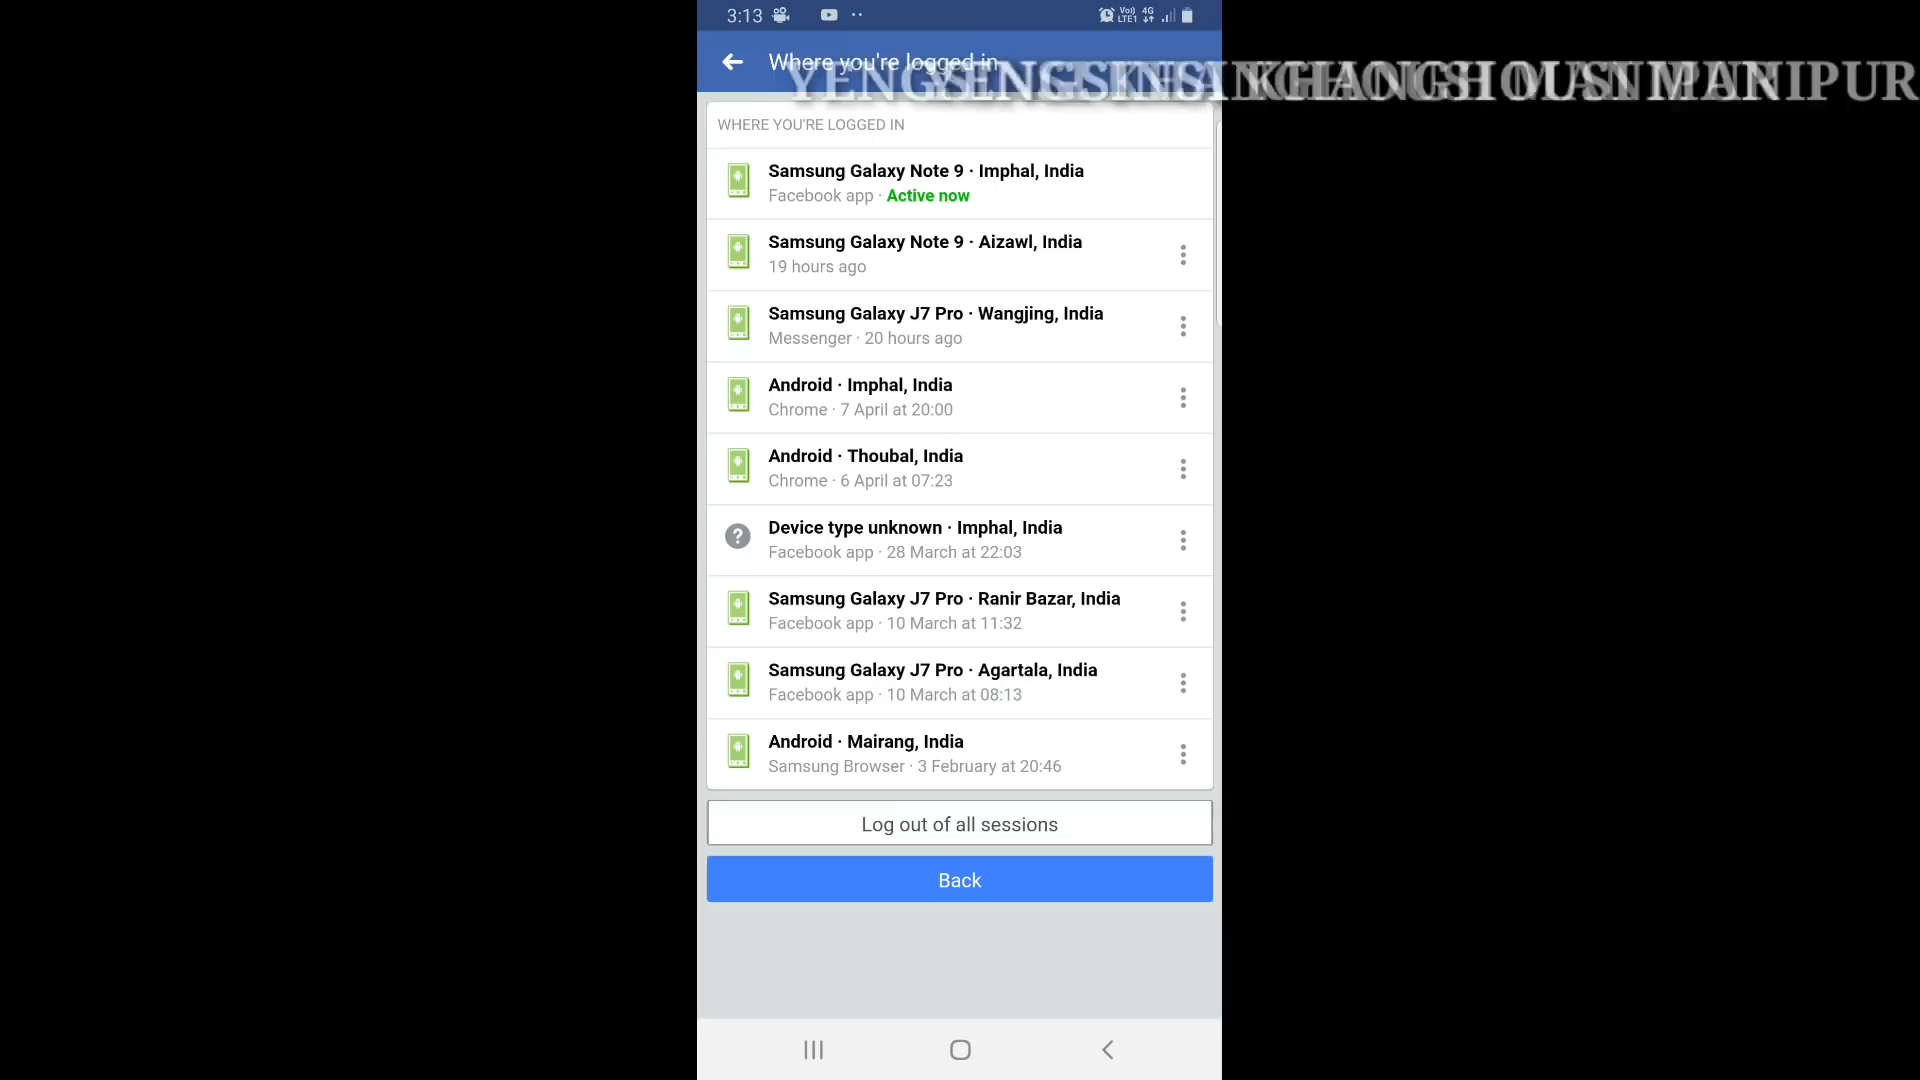 3:13
Vo) LTE1 4G
Where you're logged in
MANIPUR
WHERE YOU'RE LOGGED IN
Samsung Galaxy Note 9 · Imphal, India
Facebook app · Active now
Samsung Galaxy Note 9 · Aizawl, India
19 hours ago
Samsung Galaxy J7 Pro · Wangjing, India
Messenger · 20 hours ago
Android · Imphal, India
Chrome · 7 April at 20:00
Android · Thoubal, India
Chrome · 6 April at 07:23
?
Device type unknown · Imphal, India
Facebook app · 28 March at 22:03
Samsung Galaxy J7 Pro · Ranir Bazar, India
Facebook app · 10 March at 11:32
Samsung Galaxy J7 Pro · Agartala, India
Facebook app · 10 March at 08:13
Android · Mairang, India
Samsung Browser · 3 February at 20:46
Log out of all sessions
Back